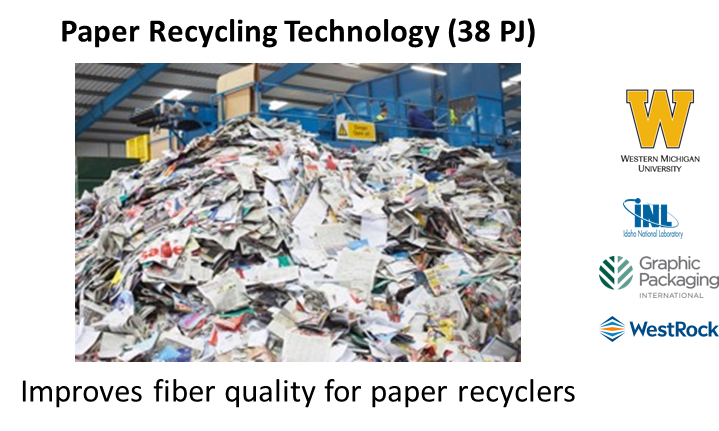 Paper Recycling Technology (38 PJ)
W
WESTERN MICHIGAN
UNIVERSITY
INL
Idaho National Laboratory
Graphic
Packaging
INTERNATIONAL
WestRock
Improves fiber quality for paper recyclers